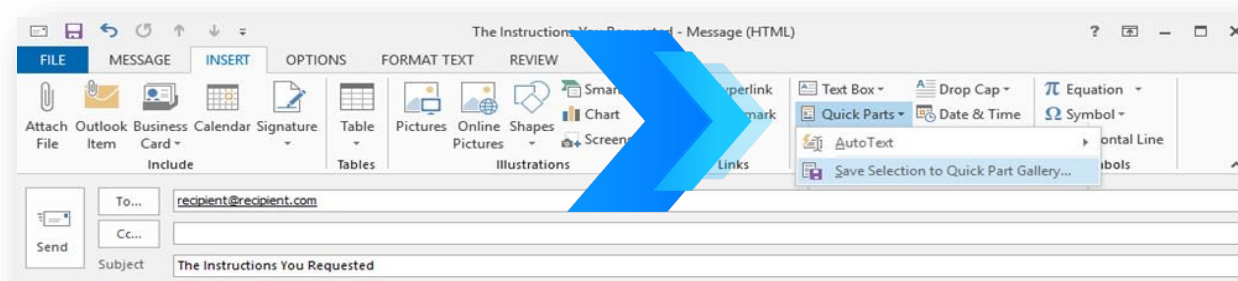 The Instructions You Requested - Message (HTML) ?
FILE MESSAGE INSERT OPTIONS FORMAT TEXT REVIEW
Text Box Drop Cap π Equation
Chart Quick Parts Date & Time Ω Symbol
Attach File Outlook Item Business Card Calendar Signature Table Pictures Online Pictures Shapes
AutoText
Save Selection to Quick Part Gallery...
Include Tables Illustrations Links
To... recipient@recipient.com
Cc...
Send
Subject The Instructions You Requested